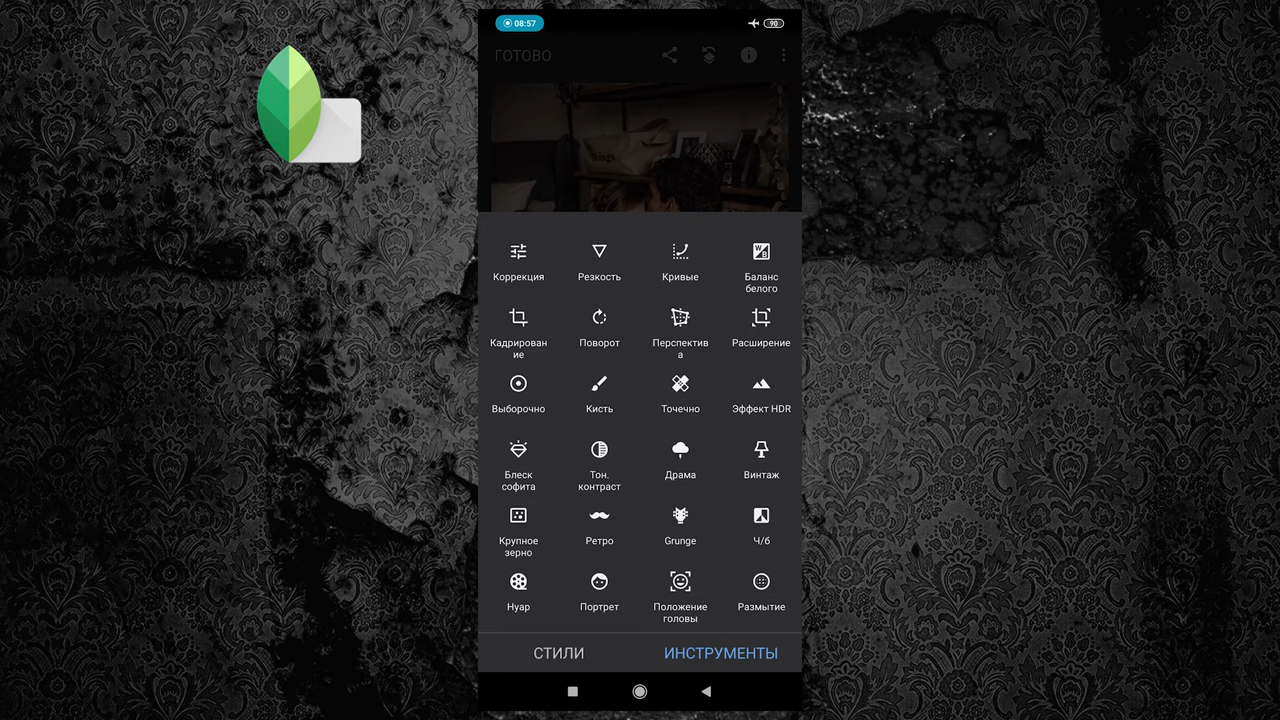 08:57
90
ГОТОВО
Things
Коррекция
Резкость
Кривые
Баланс
белого
Кадрирован
ие
Поворот
Перспектив
а
Расширение
Выборочно
Кисть
Точечно
Эффект HDR
Блеск
софита
Тон.
контраст
Драма
Винтаж
Крупное
зерно
Ретро
Grunge
Ч/б
Нуар
Портрет
Положение
головы
Размытие
СТИЛИ
ИНСТРУМЕНТЫ